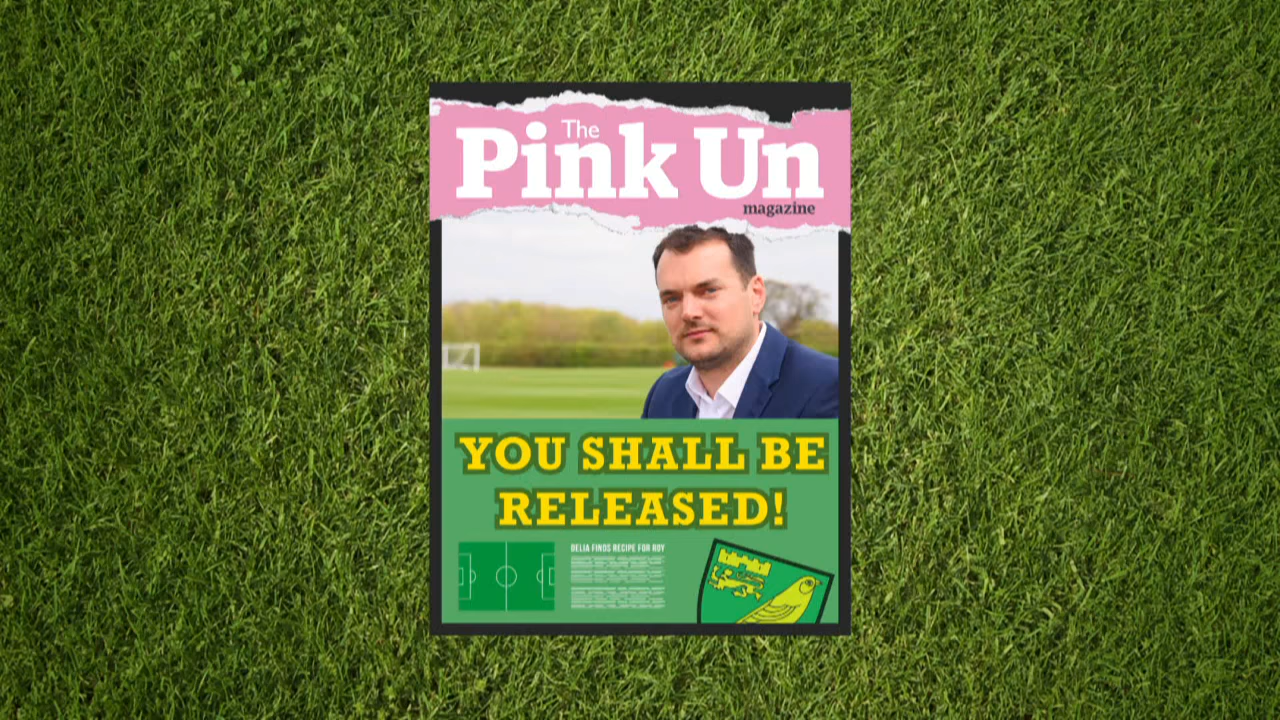 The
Pink Un
magazine
YOU SHALL BE
RELEASED!
DELIA FINDS RECIPE FOR ROY